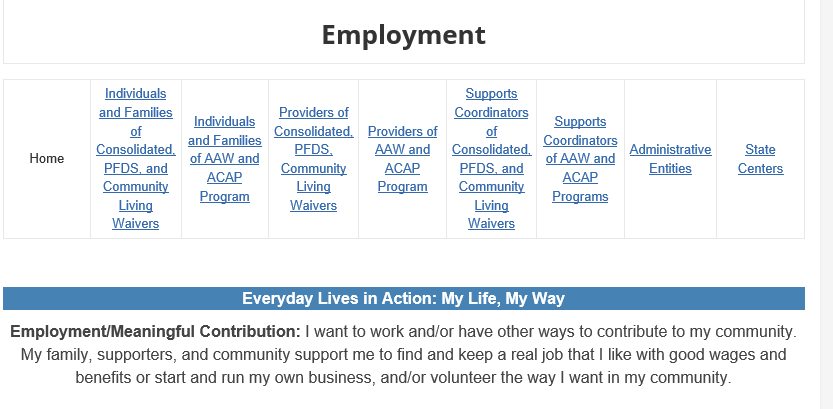 Employment
Home
Individuals
and Families
of
Consolidated,
PFDS, and
Community
Living
Waivers
Individuals
and Families
of AAW and
ACAP
Program
Providers of
Consolidated,
PFDS,
Community
Living
Waivers
Providers of
AAW and
ACAP
Program
Supports
Coordinators
of
Consolidated,
PFDS, and
Community
Living
Waivers
Supports
Coordinators
of AAW and
ACAP
Programs
Administrative
Entities
State
Centers
Everyday Lives in Action: My Life, My Way
Employment/Meaningful Contribution: I want to work and/or have other ways to contribute to my community.
My family, supporters, and community support me to find and keep a real job that I like with good wages and
benefits or start and run my own business, and/or volunteer the way I want in my community.